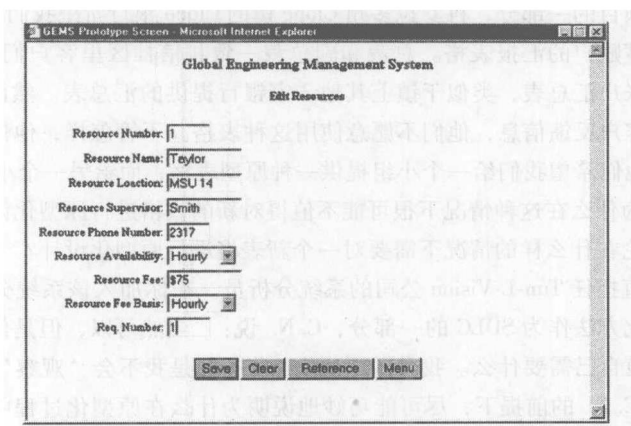 GEMS Prototype Screen - Microsoft Internet Explorer
Global Engineering Management System
Edit Resources
Resource Number: 1
Resource Name: Taylor
Resource Loaction: MSU 14
Resource Supervisor: Smith
Resource Phone Number: 2317
Resource Availability: Hourly
Resource Fee: $75
Resource Fee Basis: Hourly
Req. Number: 1
Save Clear Reference Menu